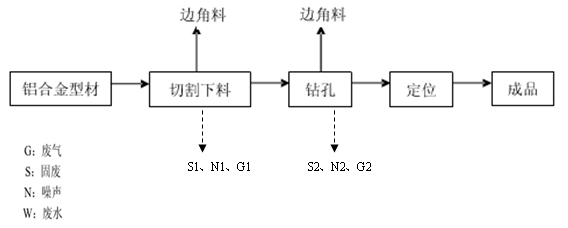 边角料 边角料
铝合金型材 切割下料 钻孔 定位 成品
S1、N1、G1 S2、N2、G2
G：废气
S：固废
N：噪声
W：废水